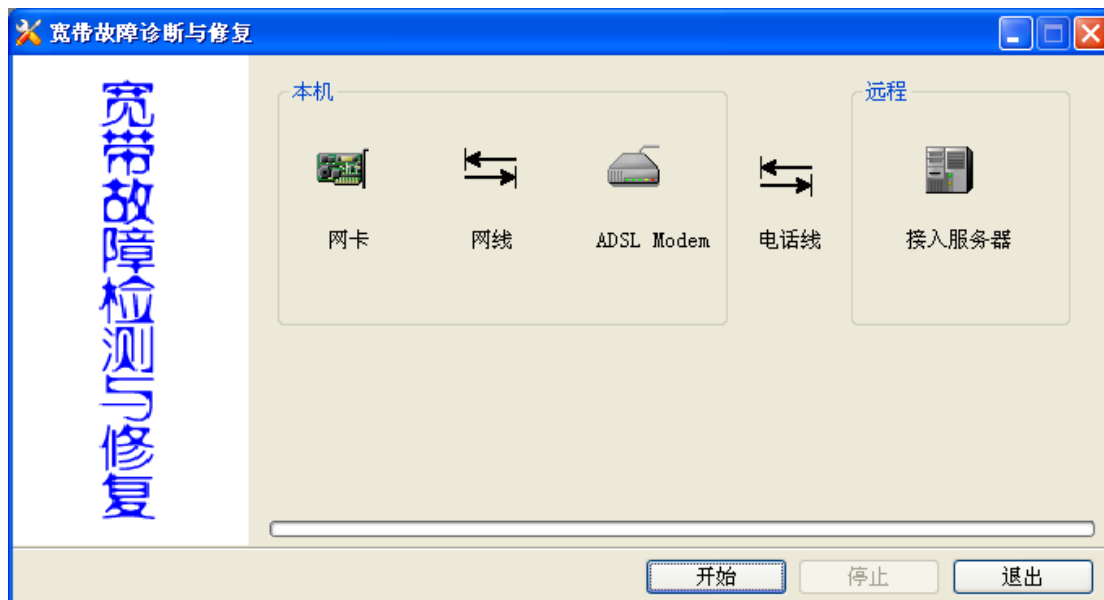 宽带故障诊断与修复
宽带故障检测与修复
本机
远程
网卡
网线
ADSL Modem
电话线
接入服务器
开始
停止
退出